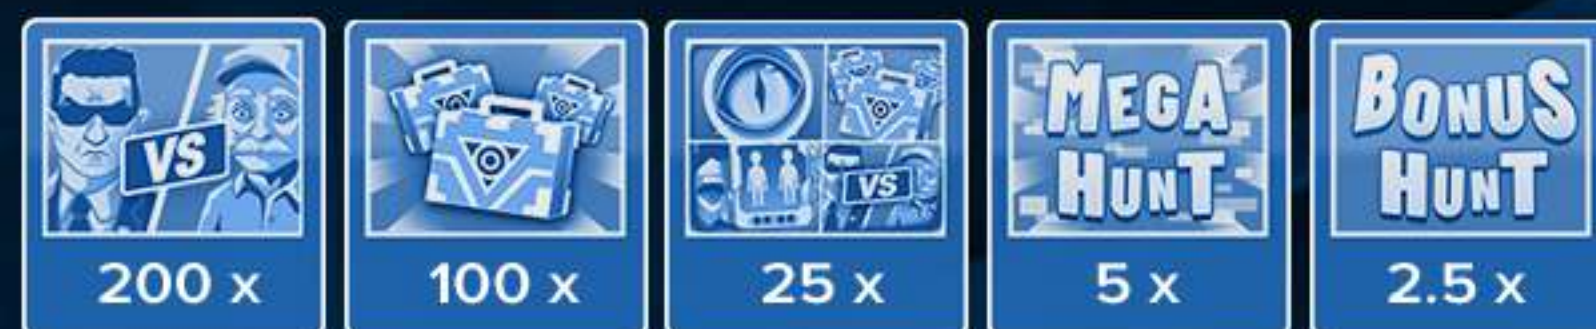 VS
200 x
100 x
VS
25 x
MEGA
HUNT
5 x
BONUS
HUNT
2.5 x